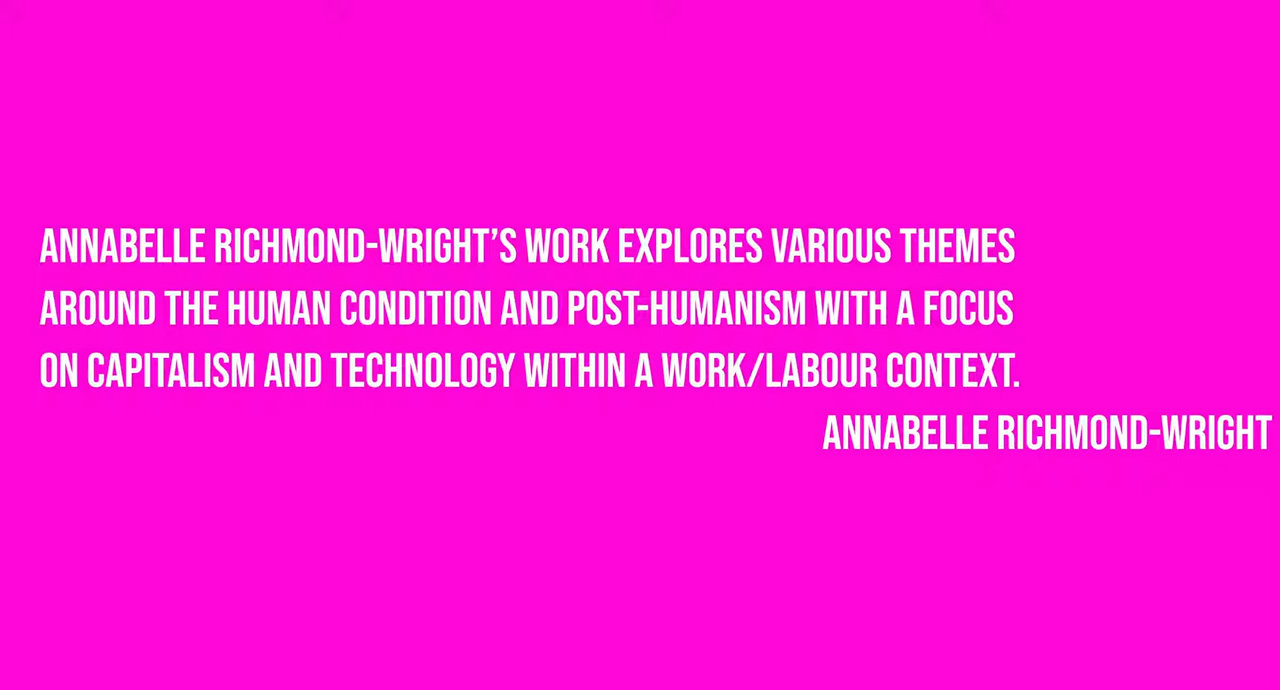 ANNABELLE RICHMOND-WRIGHT’S WORK EXPLORES VARIOUS THEMES
AROUND THE HUMAN CONDITION AND POST-HUMANISM WITH A FOCUS
ON CAPITALISM AND TECHNOLOGY WITHIN A WORK/LABOUR CONTEXT.
ANNABELLE RICHMOND-WRIGHT